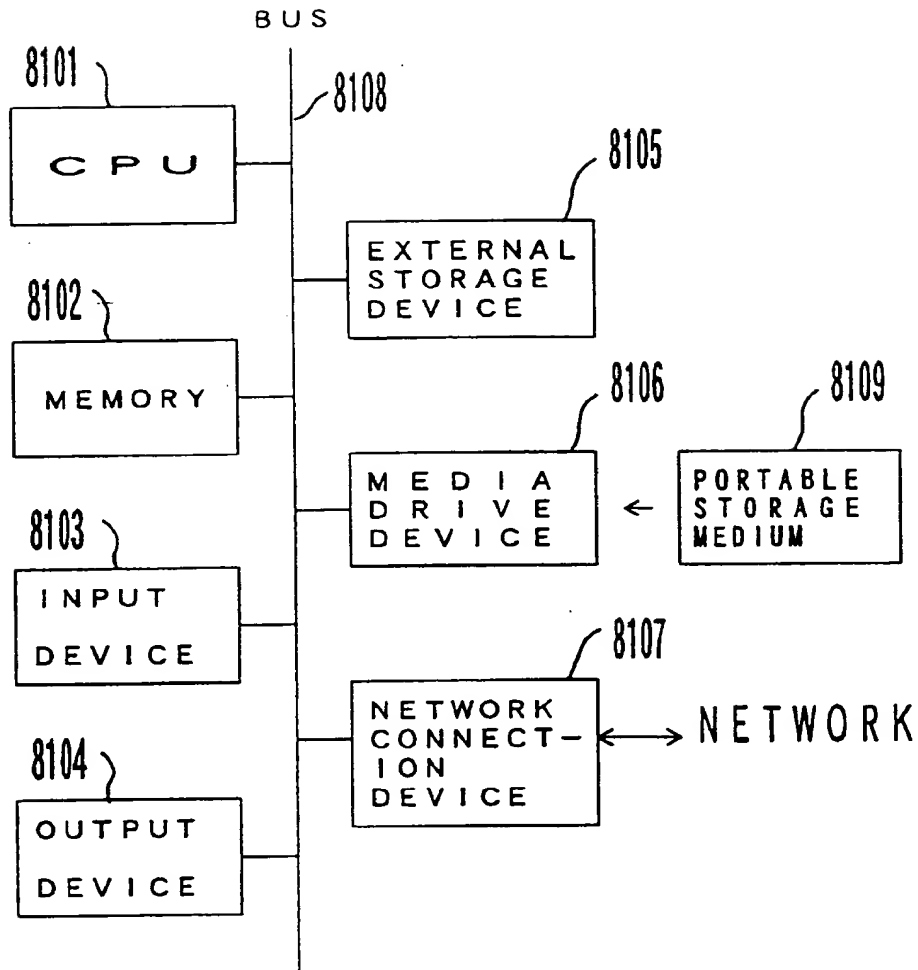 BUS
8101
8108
CPU
8105
EXTERNAL
STORAGE
DEVICE
8102
MEMORY
8106
8109
MEDIA
DRIVE
DEVICE
PORTABLE
STORAGE
MEDIUM
8103
INPUT
DEVICE
8107
NETWORK
CONNECT-
ION
DEVICE
NETWORK
8104
OUTPUT
DEVICE